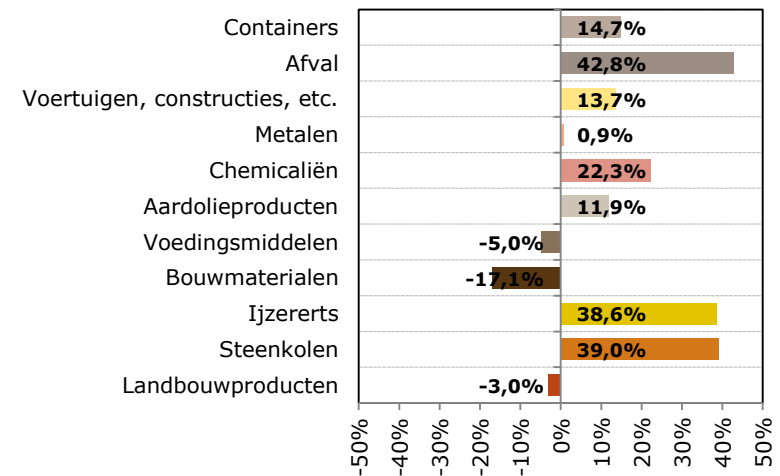 Containers 14,7%
Afval 42,8%
Voertuigen, constructies, etc. 13,7%
Metalen 0,9%
Chemicaliën 22,3%
Aardolieproducten 11,9%
Voedingsmiddelen -5,0%
Bouwmaterialen -17,1%
Ijzererts 38,6%
Steenkolen 39,0%
Landbouwproducten -3,0%
-50% -40% -30% -20% -10% 0% 10% 20% 30% 40% 50%